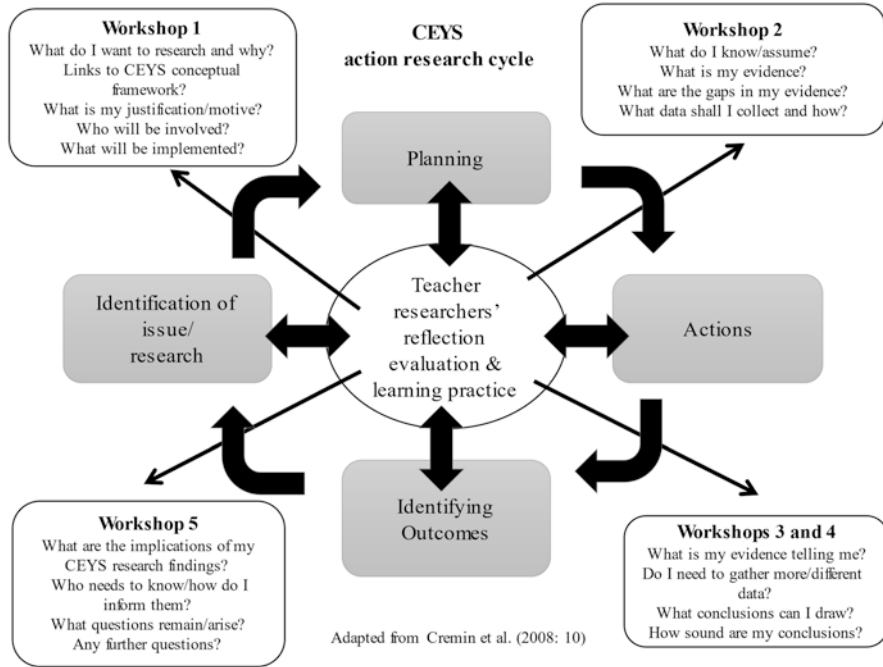 Workshop 1
What do I want to research and why?
Links to CEYS conceptual
framework?
What is my justification/motive?
Who will be involved?
What will be implemented?
CEYS
action research cycle
Workshop 2
What do I know/assume?
What is my evidence?
What are the gaps in my evidence?
What data shall I collect and how?
Planning
Identification of
issue/
research
Teacher
researchers’
reflection
evaluation &
learning practice
Actions
Identifying
Outcomes
Workshop 5
What are the implications of my
CEYS research findings?
Who needs to know/how do I
inform them?
What questions remain/arise?
Any further questions?
Workshops 3 and 4
What is my evidence telling me?
Do I need to gather more/different
data?
What conclusions can I draw?
How sound are my conclusions?
Adapted from Cremin et al. (2008: 10)